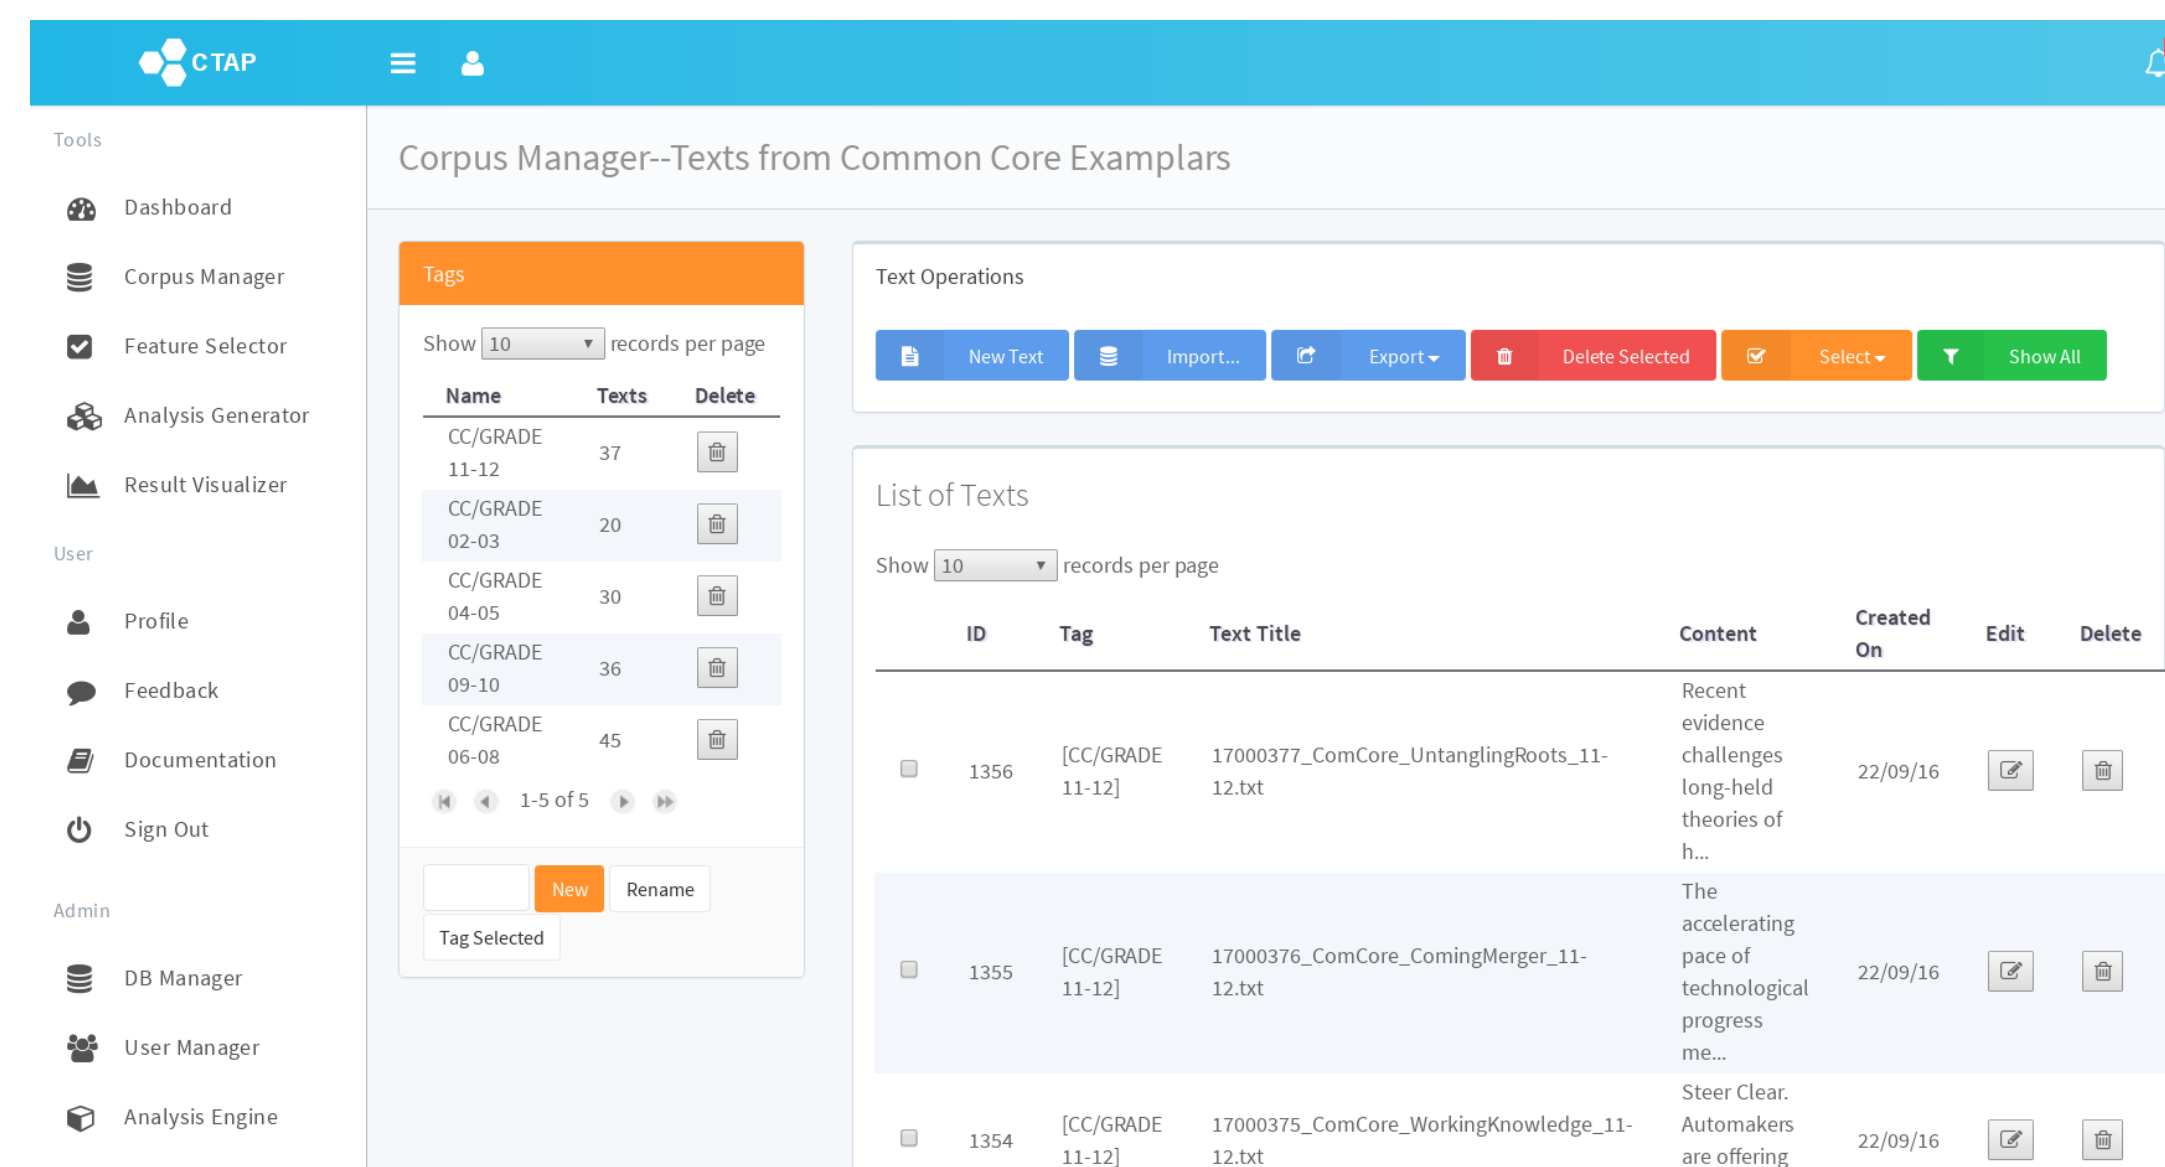 CTAP
Tools
Dashboard
Corpus Manager
Feature Selector
Analysis Generator
Result Visualizer
User
Profile
Feedback
Documentation
Sign Out
Admin
DB Manager
User Manager
Analysis Engine
Corpus Manager--Texts from Common Core Examplars
Tags
Show 10 records per page
Name Texts Delete
CC/GRADE
11-12
37
CC/GRADE
02-03
20
CC/GRADE
04-05
30
CC/GRADE
09-10
36
CC/GRADE
06-08
45
1-5 of 5
New Rename
Tag Selected
Text Operations
New Text Import... Export Delete Selected Select Show All
List of Texts
Show 10 records per page
ID Tag Text Title Content Created
On
Edit Delete
1356
[CC/GRADE
11-12]
17000377_ComCore_UntanglingRoots_11-
12.txt
Recent
evidence
challenges
long-held
theories of
h...
22/09/16
1355
[CC/GRADE
11-12]
17000376_ComCore_ComingMerger_11-
12.txt
The
accelerating
pace of
technological
progress
me...
22/09/16
1354
[CC/GRADE
11-12]
17000375_ComCore_WorkingKnowledge_11-
12.txt
Steer Clear.
Automakers
are offering
22/09/16